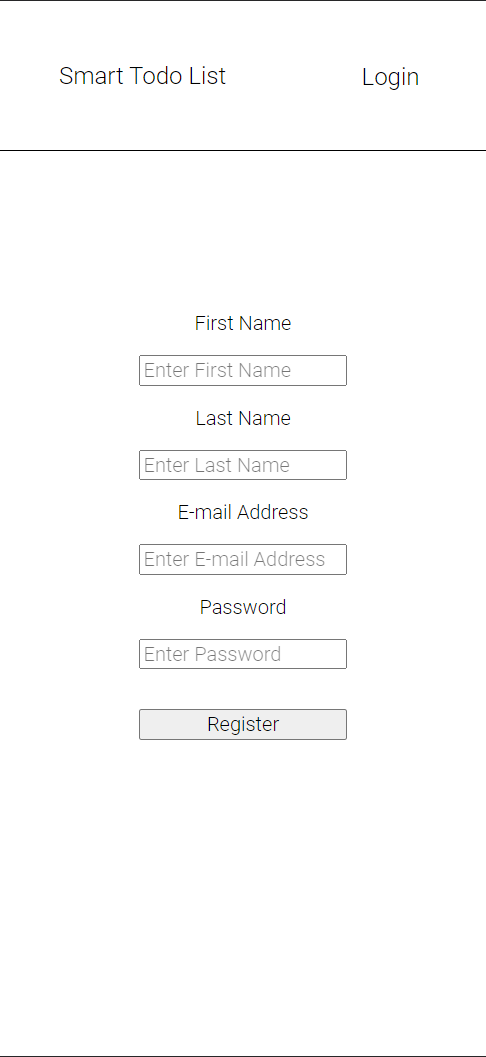 Smart Todo List Login
First Name
Enter First Name
Last Name
Enter Last Name
E-mail Address
Enter E-mail Address
Password
Enter Password
Register